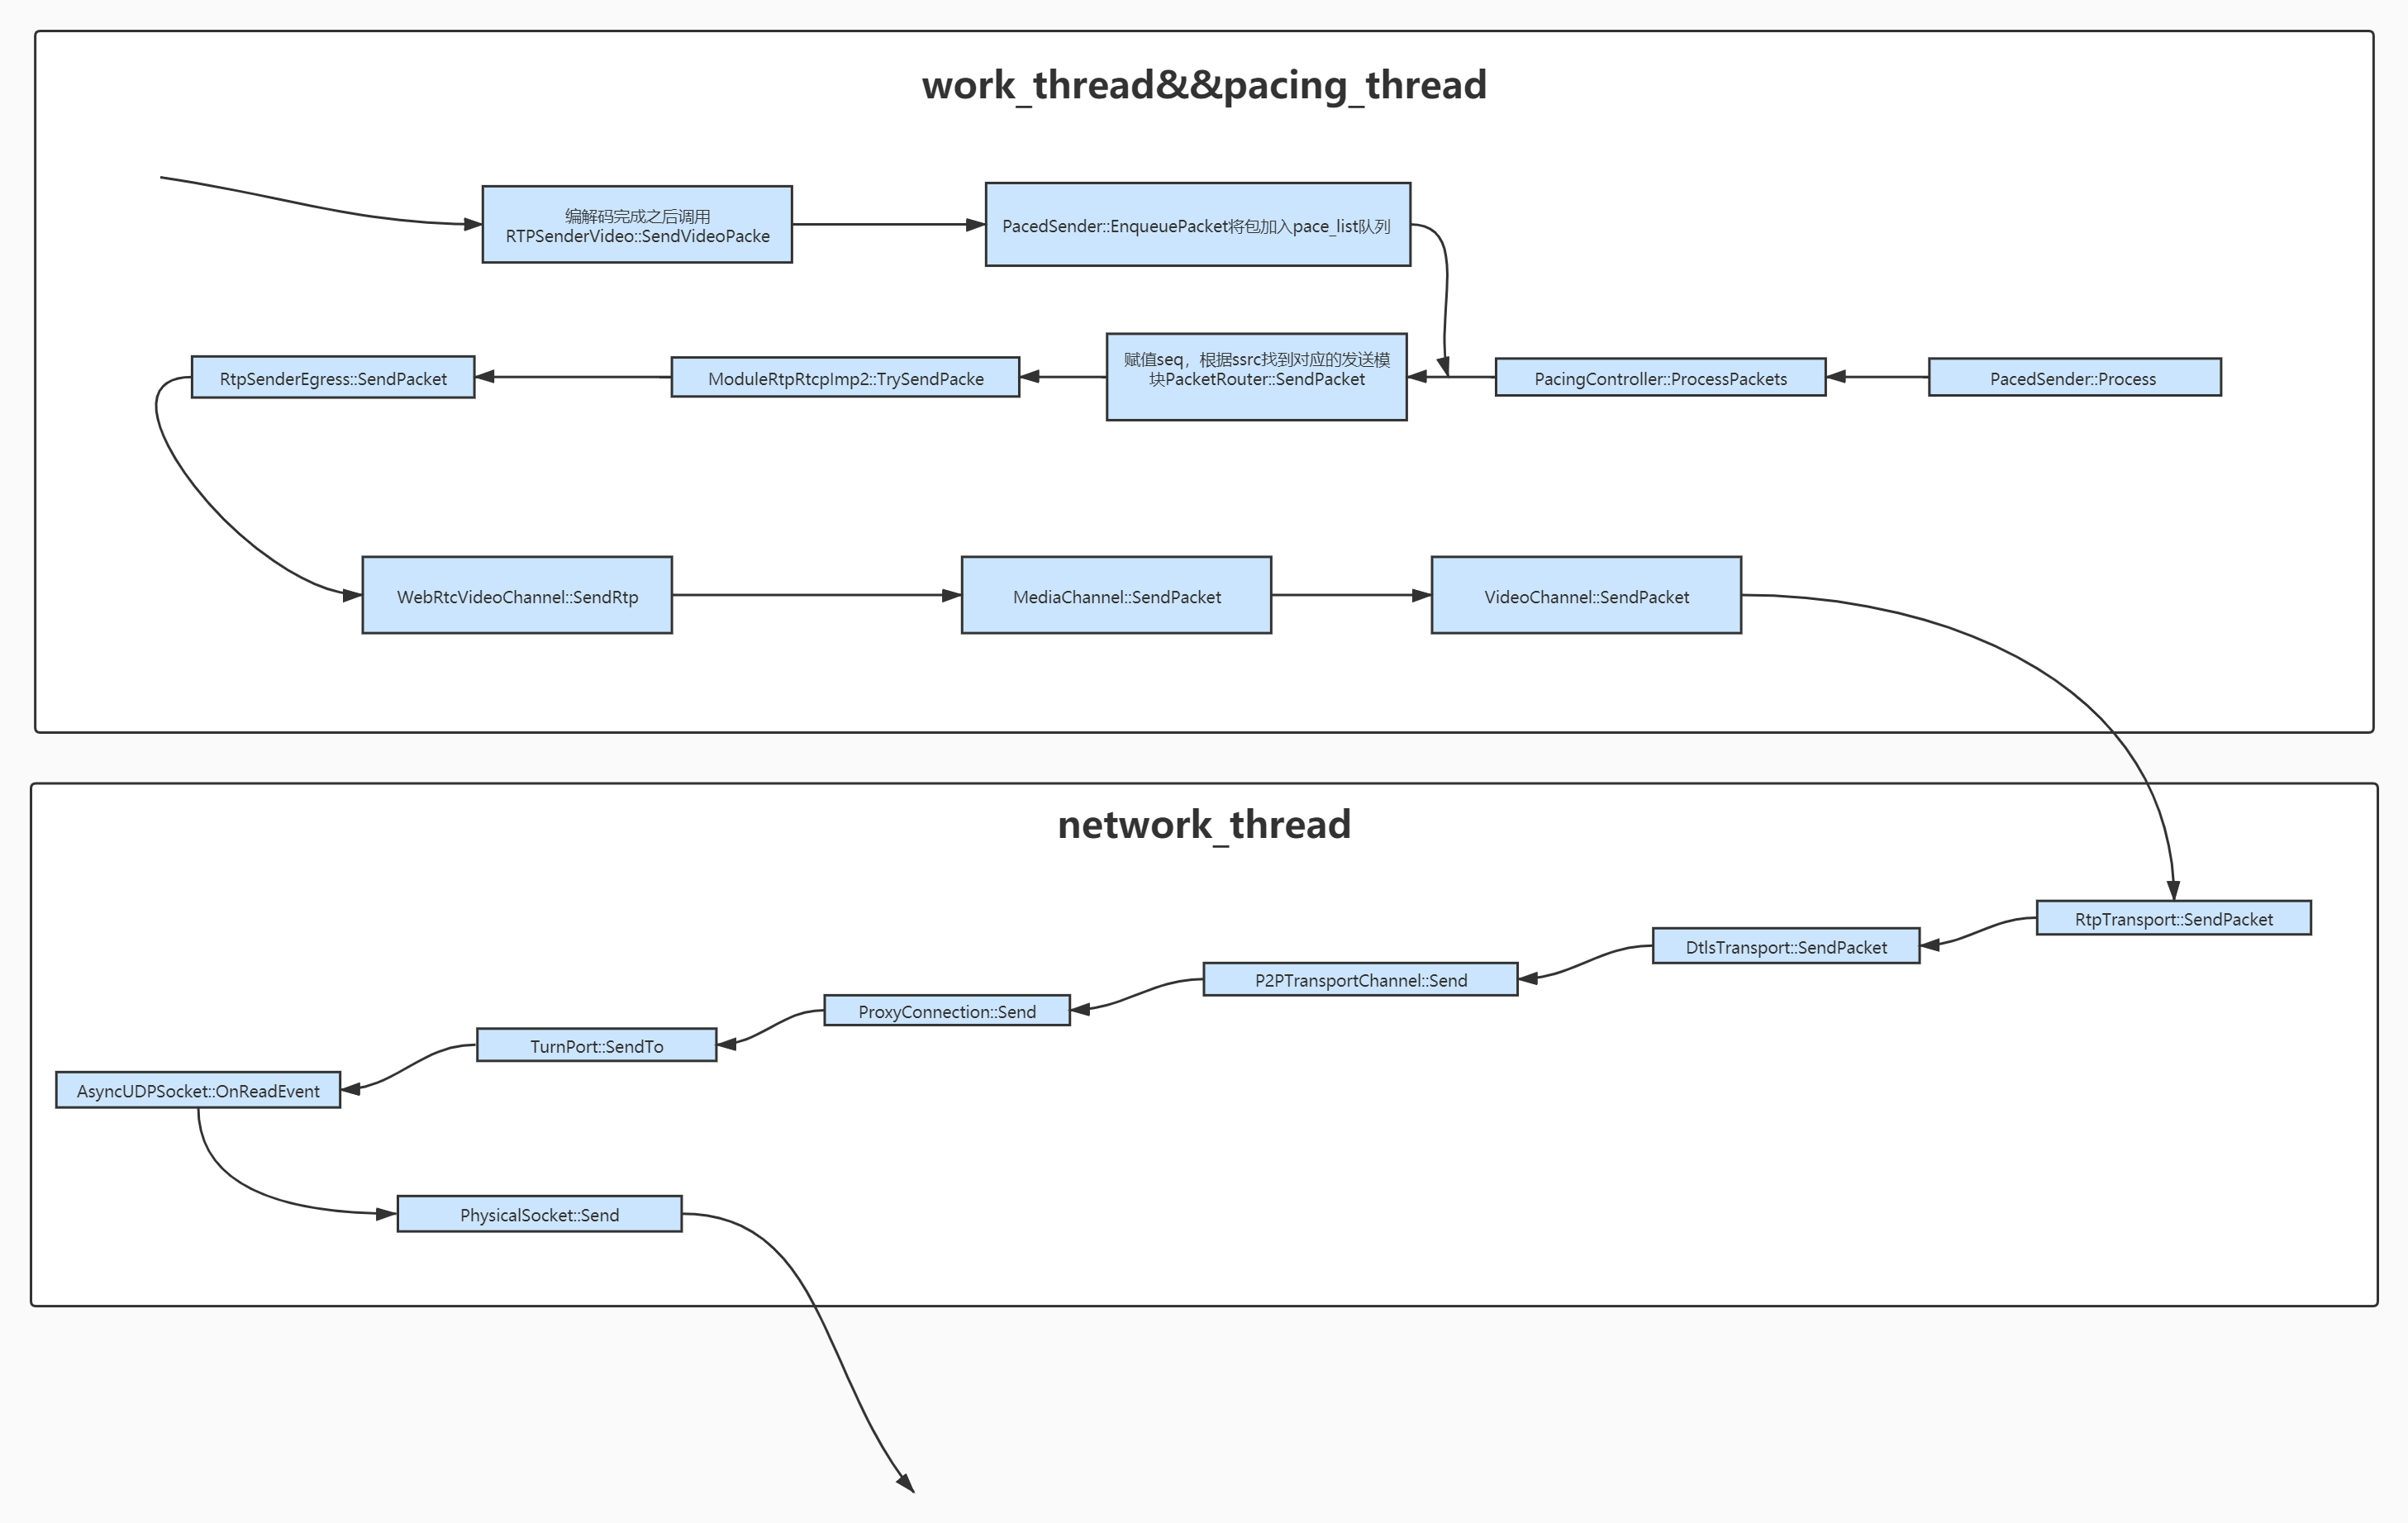 work_thread&&pacing_thread
编解码完成之后调用
RTPSenderVideo::SendVideoPacke
PacedSender::EnqueuePacket将包加入pace_list队列
RtpSenderEgress::SendPacket
ModuleRtpRtcpImp2::TrySendPacke
赋值seq，根据ssrc找到对应的发送模
块PacketRouter::SendPacket
PacingController::ProcessPackets
PacedSender::Process
WebRtcVideoChannel::SendRtp
MediaChannel::SendPacket
VideoChannel::SendPacket
network_thread
RtpTransport::SendPacket
DtlsTransport::SendPacket
P2PTransportChannel::Send
ProxyConnection::Send
TurnPort::SendTo
AsyncUDPSocket::OnReadEvent
PhysicalSocket::Send